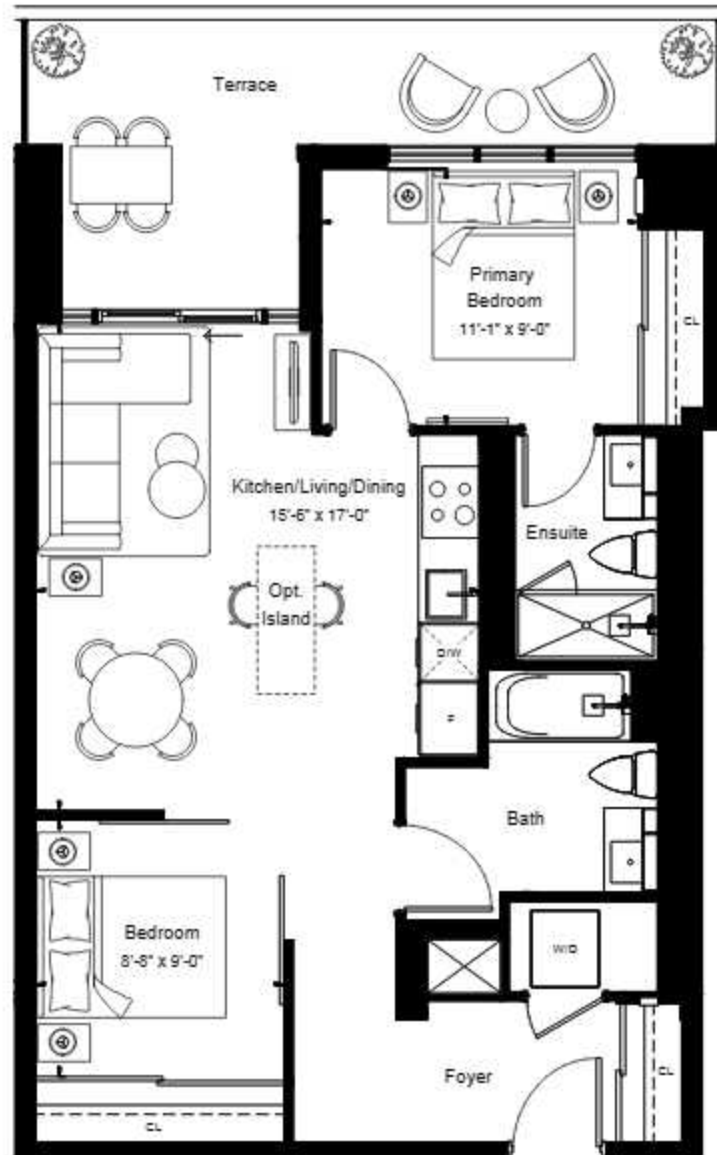 Terrace
Primary
Bedroom
11'-1" x 9'-0"
CL
Kitchen/Living/Dining
15'-6" x 17'-0"
Ensuite
Opt.
Island
D/W
F
Bath
Bedroom
8'-8" x 9'-0"
W/D
Foyer
CL
CL